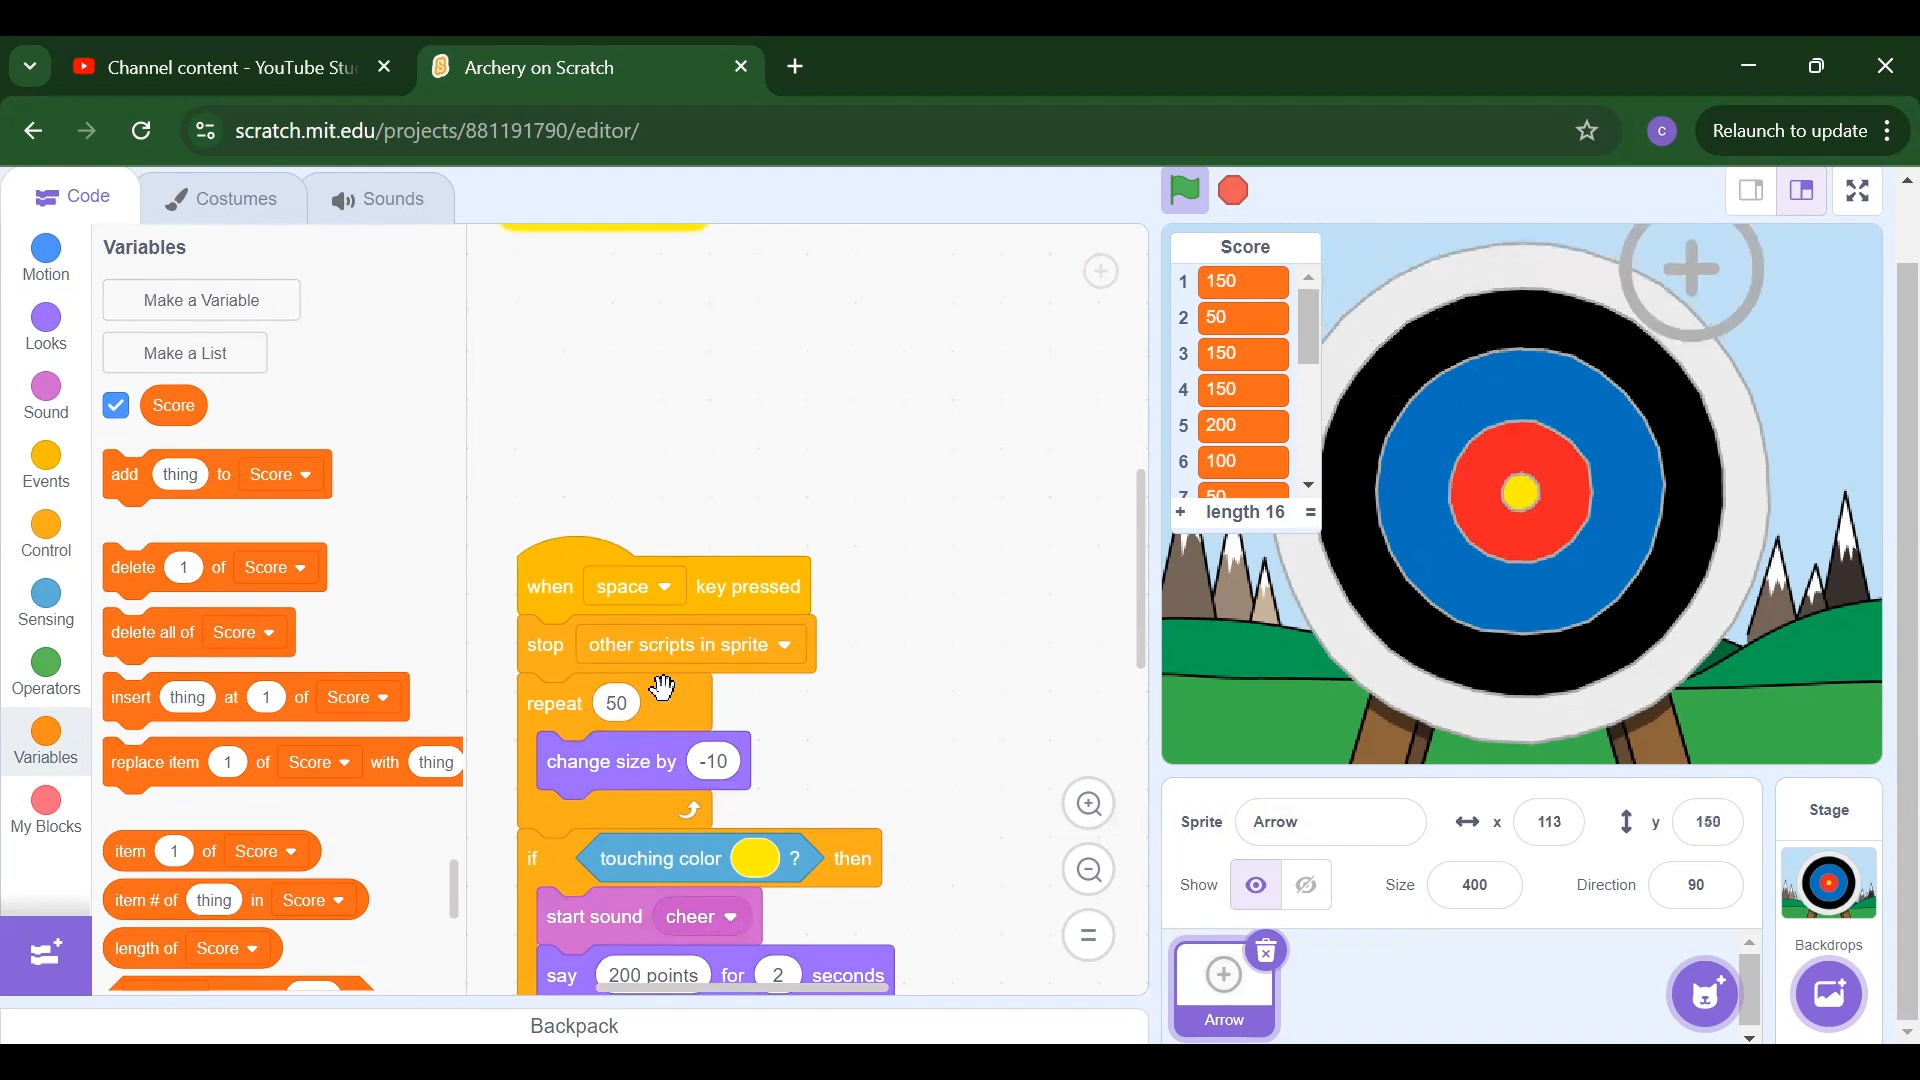 Channel content - YouTube Stu
Archery on Scratch
scratch.mit.edu/projects/881191790/editor/
C
Relaunch to update
Code
Costumes
Sounds
Motion
Looks
Sound
Events
Control
Sensing
Operators
Variables
My Blocks
Variables
Make a Variable
Make a List
Score
add thing to Score
delete 1 of Score
delete all of Score
insert thing at 1 of Score
replace item 1 of Score with thing
item 1 of Score
item # of thing in Score
length of Score
when space key pressed
stop other scripts in sprite
repeat 50
change size by -10
if touching color ? then
start sound cheer
say 200 points for 2 seconds
Backpack
Score
1 150
2 50
3 150
4 150
5 200
6 100
7 50
+ length 16 =
Sprite Arrow x 113 y 150
Show Size 400 Direction 90
Arrow
Stage
Backdrops